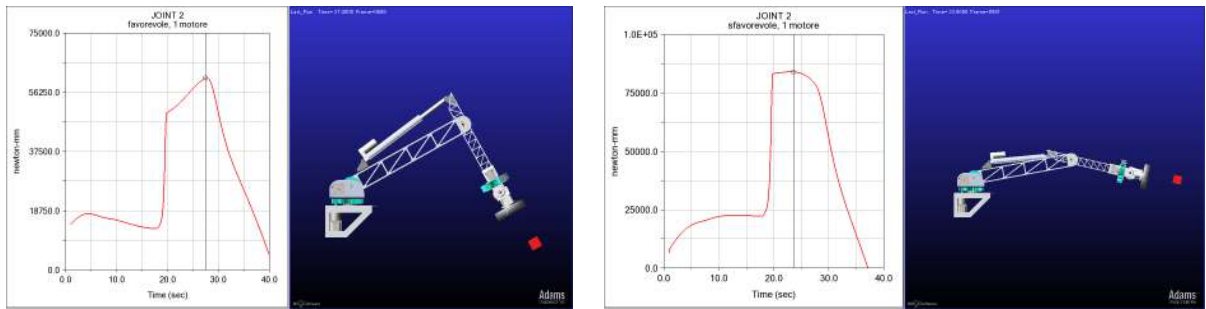 JOINT 2
favorevole, 1 motore
75000.0
56250.0
37500.0
18750.0
0.0
newton-mm
0.0
10.0
20.0
30.0
40.0
Time (sec)
Adams
JOINT 2
sfavorevole, 1 motore
1.0E+05
75000.0
50000.0
25000.0
0.0
newton-mm
0.0
10.0
20.0
30.0
40.0
Time (sec)
Adams